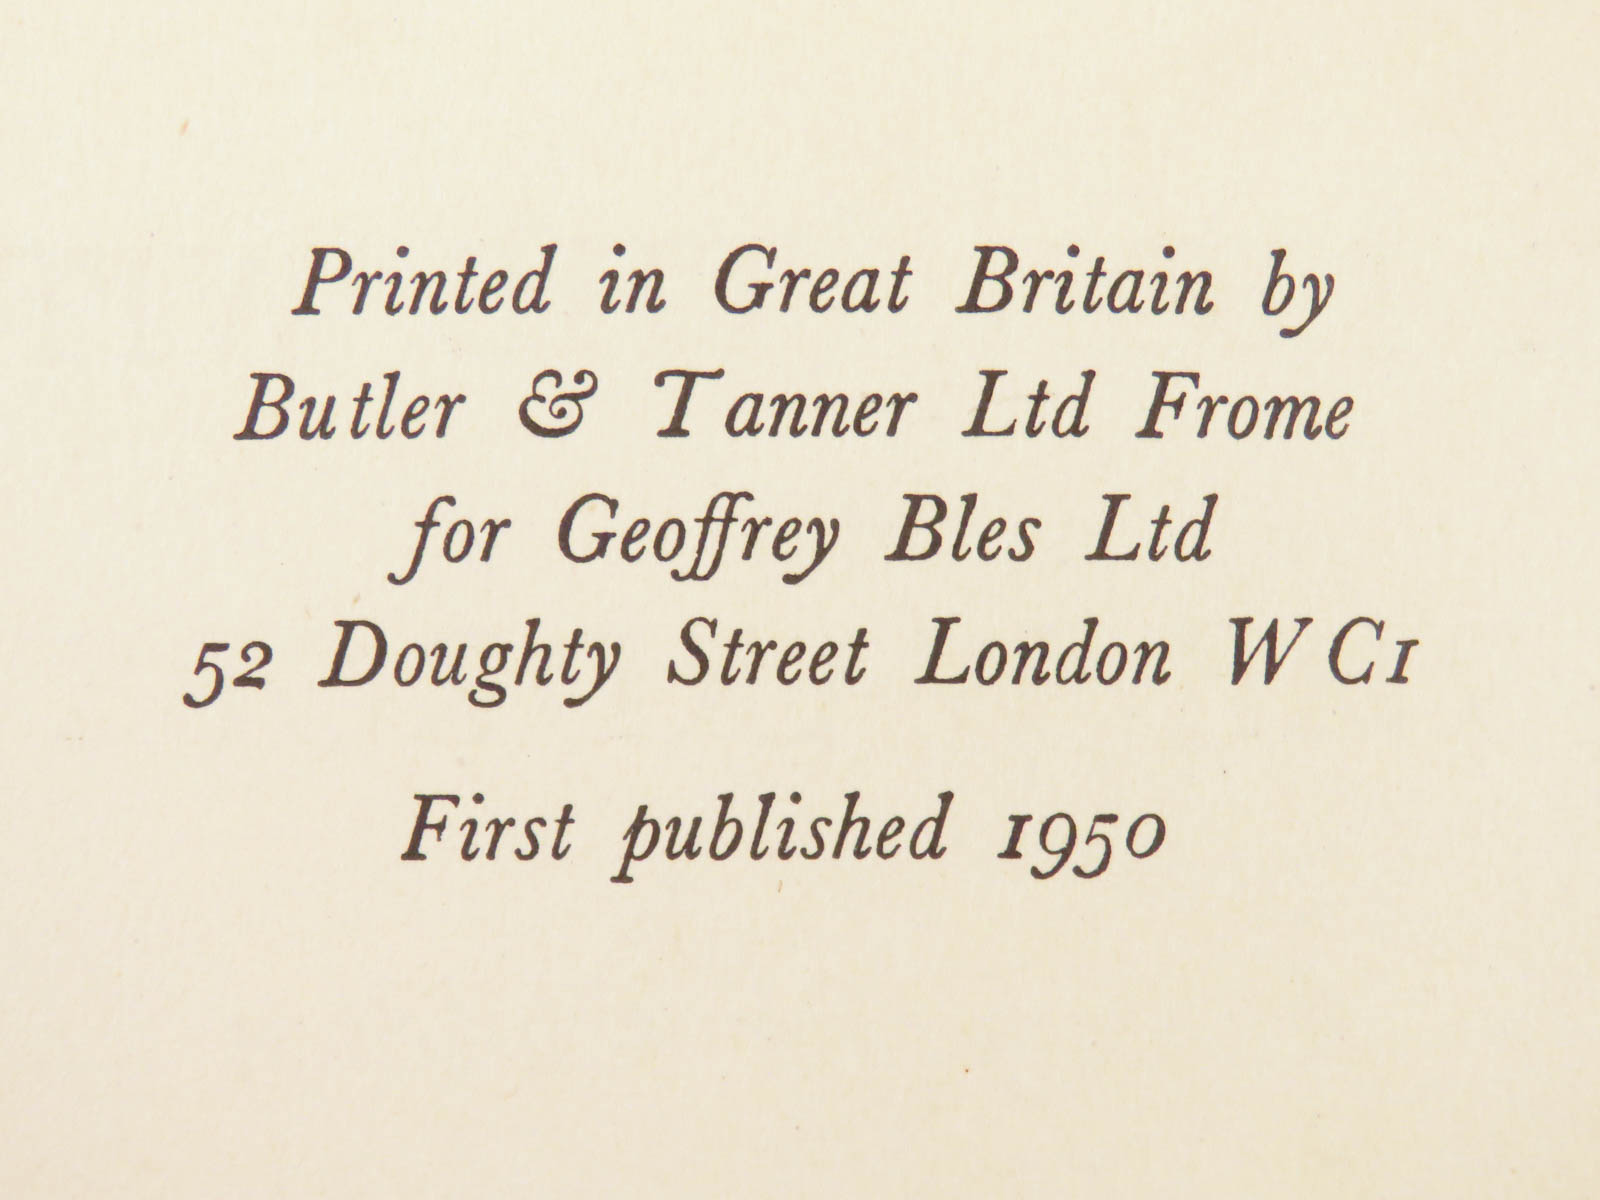 Printed in Great Britain by
Butler & Tanner Ltd Frome
for Geoffrey Bles Ltd
52 Doughty Street London WC1
First published 1950